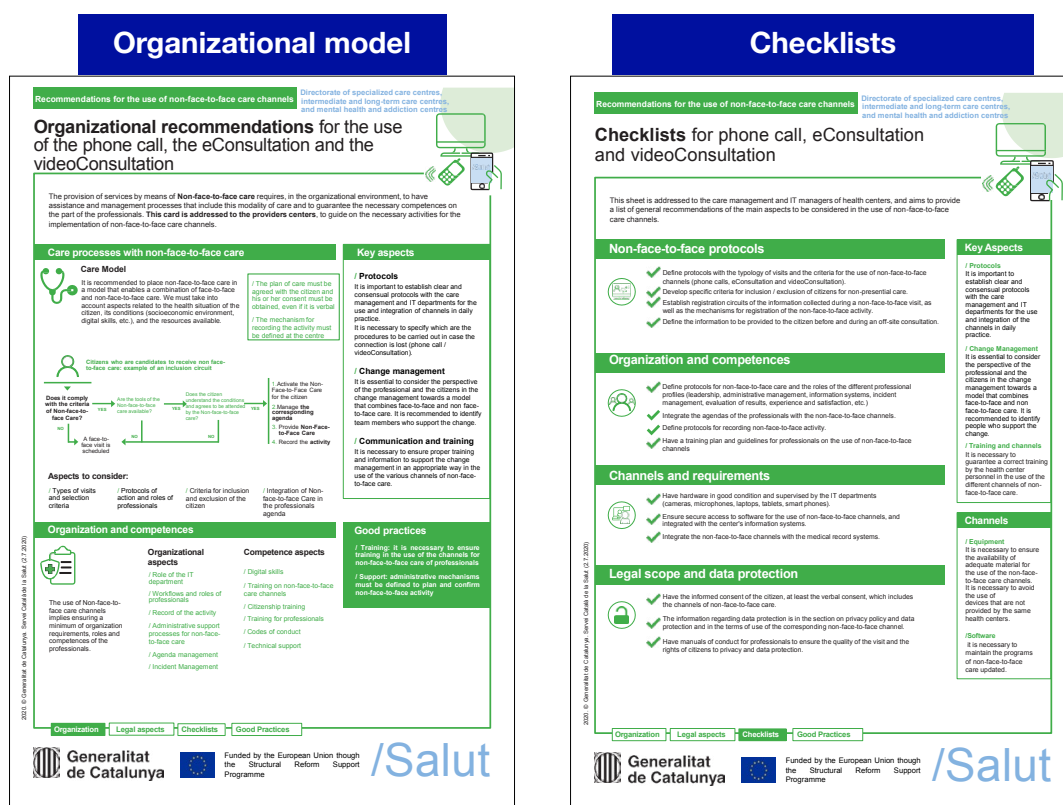 Organizational model
Recommendations for the use of non-face-to-face care channels
Directorate of specialized care centres,
intermediate and long-term care centres,
and mental health and addiction centres
Organizational recommendations for the use
of the phone call, the eConsultation and the
videoConsultation
The provision of services by means of Non-face-to-face care requires, in the organizational environment, to have
assistance and management processes that include this modality of care and to guarantee the necessary competences on
the part of the professionals. This card is addressed to the providers centers, to guide on the necessary activities for the
implementation of non-face-to-face care channels.
Care processes with non-face-to-face care
Care Model
It is recommended to place non-face-to-face care in
a model that enables a combination of face-to-face
and non-face-to-face care. We must take into
account aspects related to the health situation of the
citizen, its conditions (socioeconomic environment,
digital skills, etc.), and the resources available.
/ The plan of care must be
agreed with the citizen and
his or her consent must be
obtained, even if it is verbal
/ The mechanism for
recording the activity must
be defined at the centre
Citizens who are candidates to receive non face-
to-face care: example of an inclusion circuit
Does it comply
with the criteria
of Non-face-to-
face Care?
YES
Are the tools of the
Non-face-to-face
care available?
YES
Does the citizen
understand the conditions
and agrees to be attended
by the Non-face-to-face
care?
YES
NO
NO
NO
A face-to-
face visit is
scheduled
1. Activate the Non-
Face-to-Face Care
for the citizen
2. Manage the
corresponding
agenda
3. Provide Non-Face-
to-Face Care
4. Record the activity
Aspects to consider:
/ Types of visits
and selection
criteria
/ Protocols of
action and roles of
professionals
/ Criteria for inclusion
and exclusion of the
citizen
/ Integration of Non-
face-to-face Care in
the professionals
agenda
Key aspects
/ Protocols
It is important to establish clear and
consensual protocols with the care
management and IT departments for the
use and integration of channels in daily
practice.
It is necessary to specify which are the
procedures to be carried out in case the
connection is lost (phone call /
videoConsultation).
/ Change management
It is essential to consider the perspective
of the professional and the citizens in the
change management towards a model
that combines face-to-face and non face-
to-face care. It is recommended to identify
team members who support the change.
/ Communication and training
It is necessary to ensure proper training
and information to support the change
management in an appropriate way in the
use of the various channels of non-face-
to-face care.
Organization and competences
The use of Non-face-to-
face care channels
implies ensuring a
minimum of organization
requirements, roles and
competences of the
professionals.
Organizational
aspects
/ Role of the IT
department
/ Workflows and roles of
professionals
/ Record of the activity
/ Administrative support
processes for non-face-
to-face care
/ Agenda management
/ Incident Management
Competence aspects
/ Digital skills
/ Training on non-face-to-face
care channels
/ Citizenship training
/ Training for professionals
/ Codes of conduct
/ Technical support
Good practices
/ Training: it is necessary to ensure
training in the use of the channels for
non-face-to-face care of professionals
/ Support: administrative mechanisms
must be defined to plan and confirm
non-face-to-face activity
2020. © Generalitat de Catalunya. Servei Català de la Salut (2.7.2020)
Organization
Legal aspects
Checklists
Good Practices
Generalitat
de Catalunya
Funded by the European Union though
the Structural Reform Support
Programme
/Salut
Checklists
Recommendations for the use of non-face-to-face care channels
Directorate of specialized care centres,
intermediate and long-term care centres,
and mental health and addiction centres
Checklists for phone call, eConsultation
and videoConsultation
This sheet is addressed to the care management and IT managers of health centers, and aims to provide
a list of general recommendations of the main aspects to be considered in the use of non-face-to-face
care channels.
Non-face-to-face protocols
Define protocols with the typology of visits and the criteria for the use of non-face-to-face
channels (phone calls, eConsultation and videoConsultation).
Develop specific criteria for inclusion / exclusion of citizens for non-presential care.
Establish registration circuits of the information collected during a non-face-to-face visit, as
well as the mechanisms for registration of the non-face-to-face activity.
Define the information to be provided to the citizen before and during an off-site consultation.
Organization and competences
Define protocols for non-face-to-face care and the roles of the different professional
profiles (leadership, administrative management, information systems, incident
management, evaluation of results, experience and satisfaction, etc.)
Integrate the agendas of the professionals with the non-face-to-face channels.
Define protocols for recording non-face-to-face activity.
Have a training plan and guidelines for professionals on the use of non-face-to-face
channels
Channels and requirements
Have hardware in good condition and supervised by the IT departments
(cameras, microphones, laptops, tablets, smart phones).
Ensure secure access to software for the use of non-face-to-face channels, and
integrated with the center's information systems.
Integrate the non-face-to-face channels with the medical record systems.
Legal scope and data protection
Have the informed consent of the citizen, at least the verbal consent, which includes
the channels of non-face-to-face care.
The information regarding data protection is in the section on privacy policy and data
protection and in the terms of use of the corresponding non-face-to-face channel.
Have manuals of conduct for professionals to ensure the quality of the visit and the
rights of citizens to privacy and data protection.
Key Aspects
/ Protocols
It is important to
establish clear and
consensual protocols
with the care
management and IT
departments for the use
and integration of the
channels in daily
practice.
/ Change Management
It is essential to consider
the perspective of the
professional and the
citizens in the change
management towards a
model that combines
face-to-face and non-face-
to-face care. It is
recommended to identify
people who support the
change.
/ Training and channels
It is necessary to
guarantee a correct training
by the health center
personnel in the use of the
different channels of non-
face-to-face care.
Channels
/ Equipment
It is necessary to ensure
the availability of
adequate material for
the use of the non-face-
to-face care channels.
It is necessary to avoid
the use of
devices that are not
provided by the same
health centers.
/Software
It is necessary to
maintain the programs
of non-face-to-face
care updated.
2020. © Generalitat de Catalunya. Servei Català de la Salut (2.7.2020)
Organization
Legal aspects
Checklists
Good Practices
Generalitat
de Catalunya
Funded by the European Union though
the Structural Reform Support
Programme
/Salut